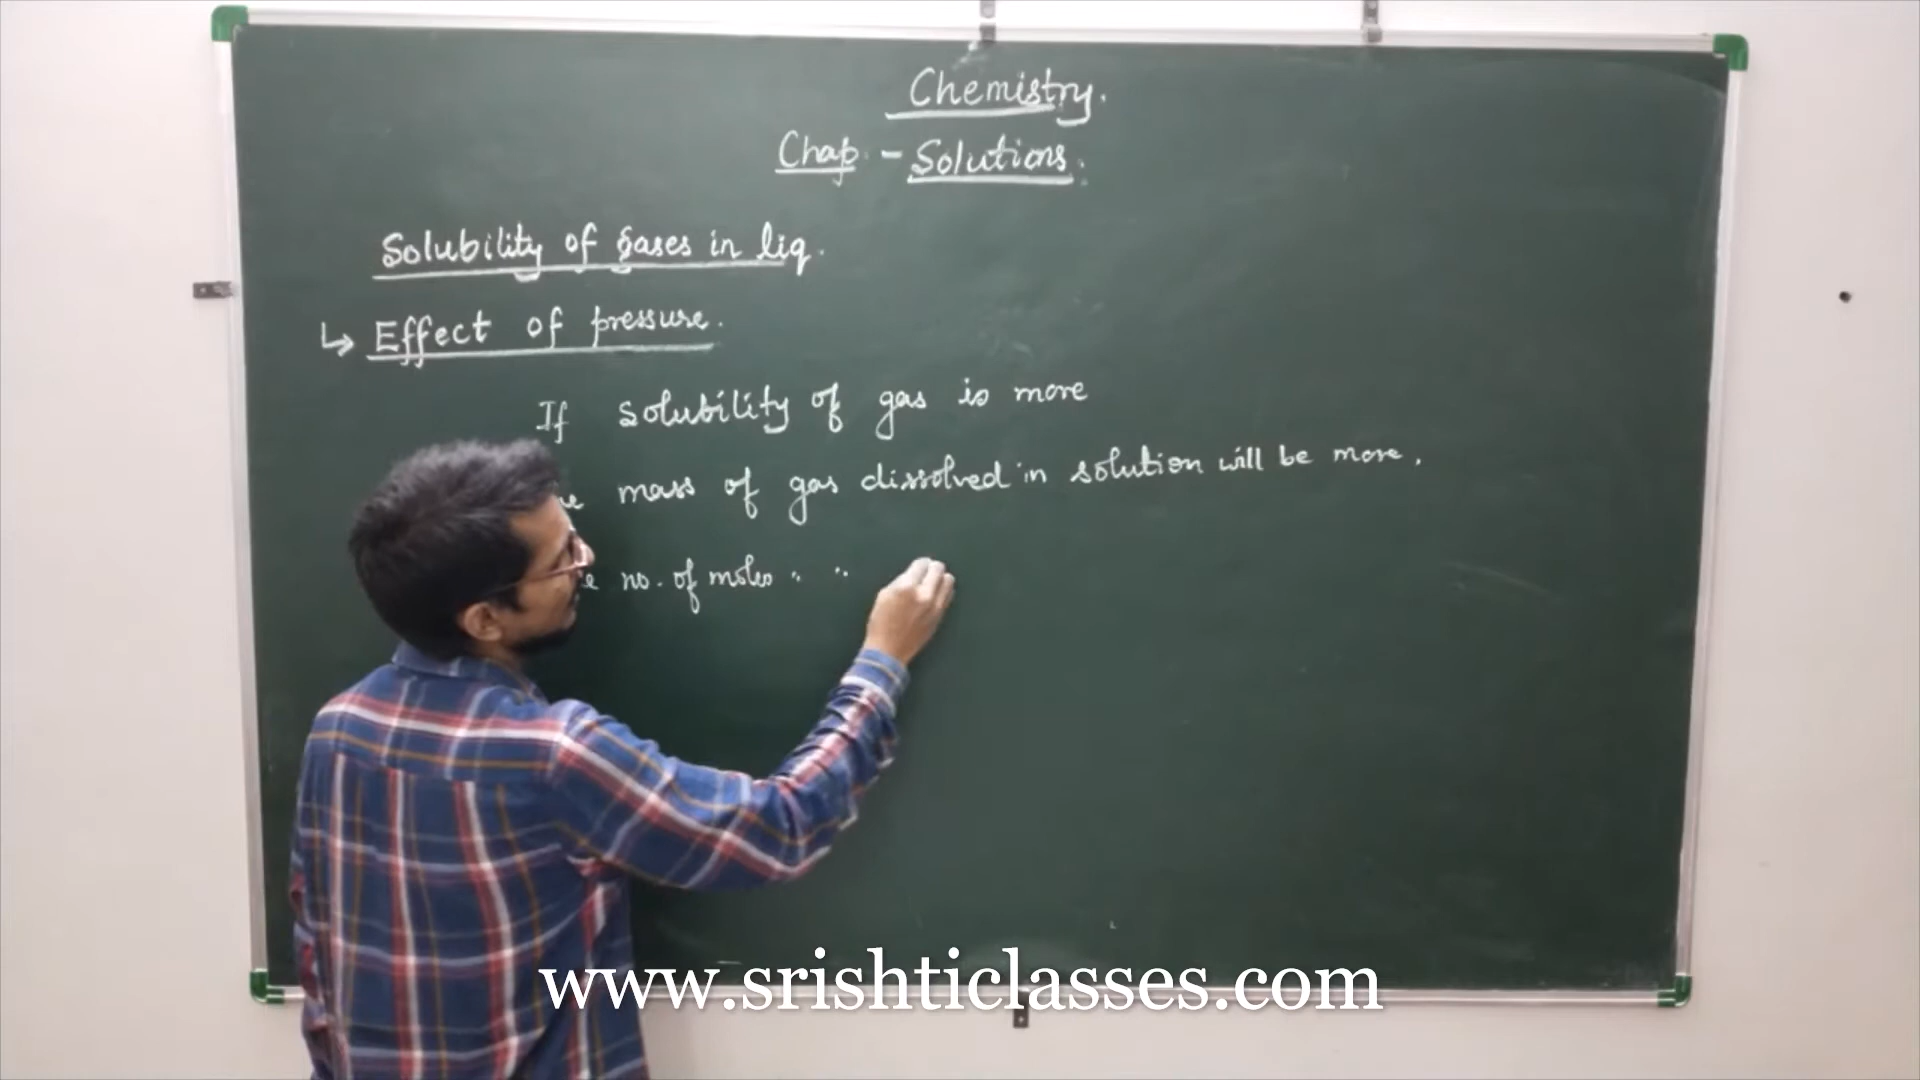 Chemistry.
Chap. - Solutions.
Solubility of gases in liq.
↳ Effect of pressure.
If solubility of gas is more
mass of gas dissolved in solution will be more.
no. of moles " "
www.srishticlasses.com